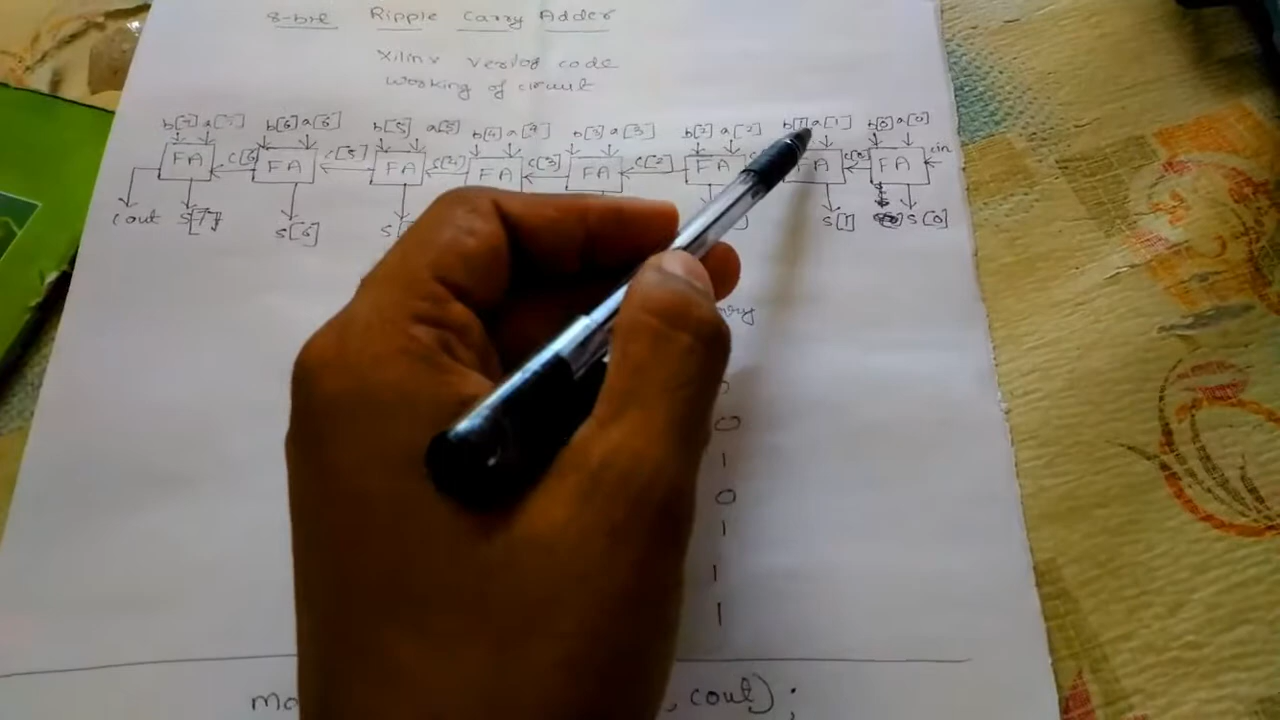 8-bit Ripple Carry Adder
Xilinx Verilog code
Working of circuit
b[7] a[7] b[6] a[6] b[5] a[5] b[4] a[4] b[3] a[3] b[2] a[2] b[1] a[1] b[0] a[0]
FA c[6] FA c[5] FA c[4] FA c[3] FA c[2] FA FA c[0] FA cin
cout s[7] s[6] s[1] s[0]
0
0
1
0
1
1
1
, cout);